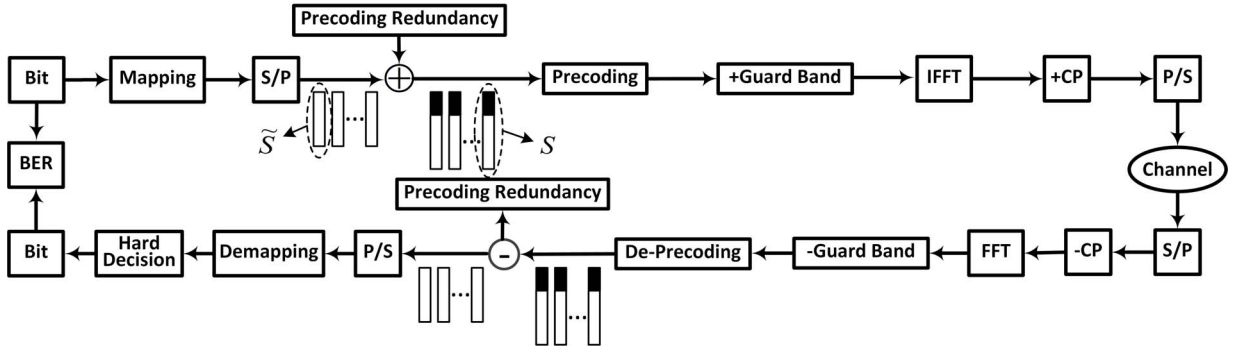 Precoding Redundancy
Bit
Mapping
S/P
+
Precoding
+Guard Band
IFFT
+CP
P/S
S̃
...
...
S
BER
Channel
Precoding Redundancy
Bit
Hard
Decision
Demapping
P/S
-
De-Precoding
-Guard Band
FFT
-CP
S/P
...
...